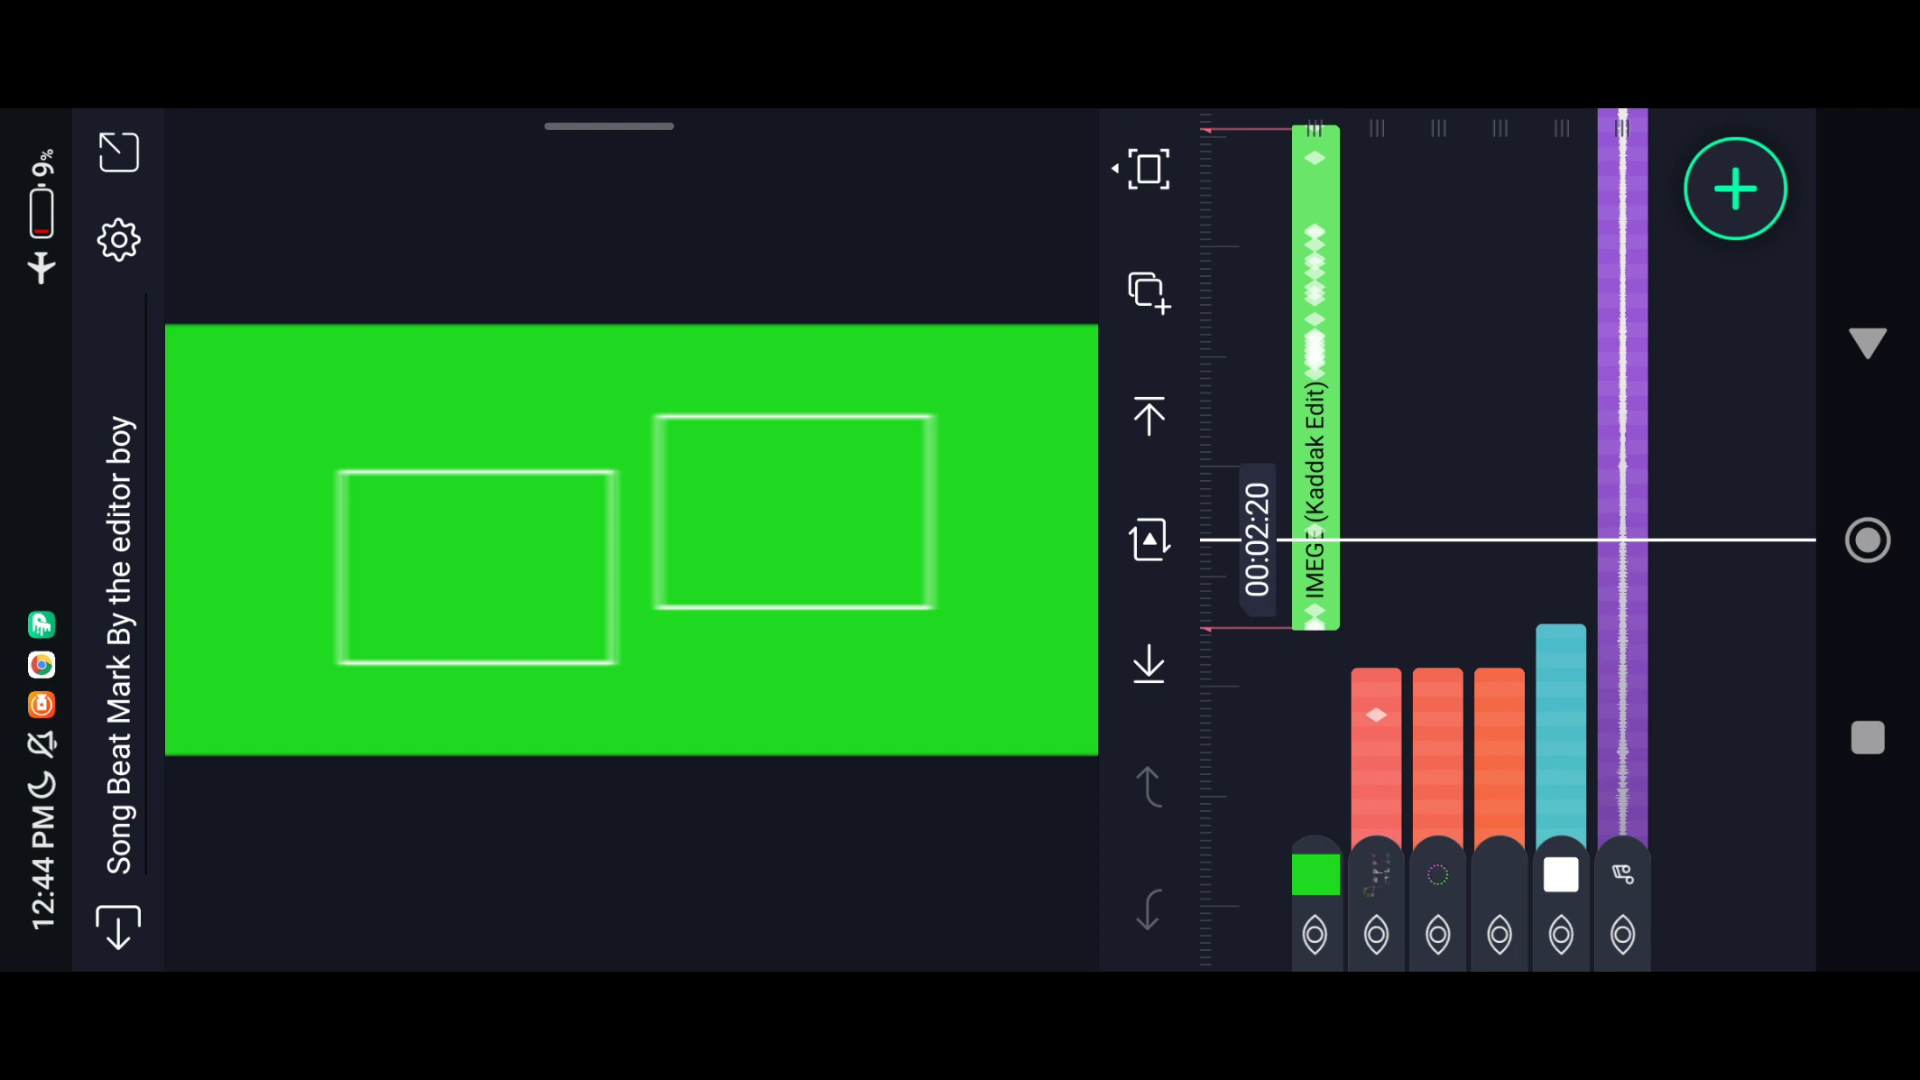 12:44 PM
9%
Song Beat Mark By the editor boy
00:02:20
IMEGE (Kaddak Edit)